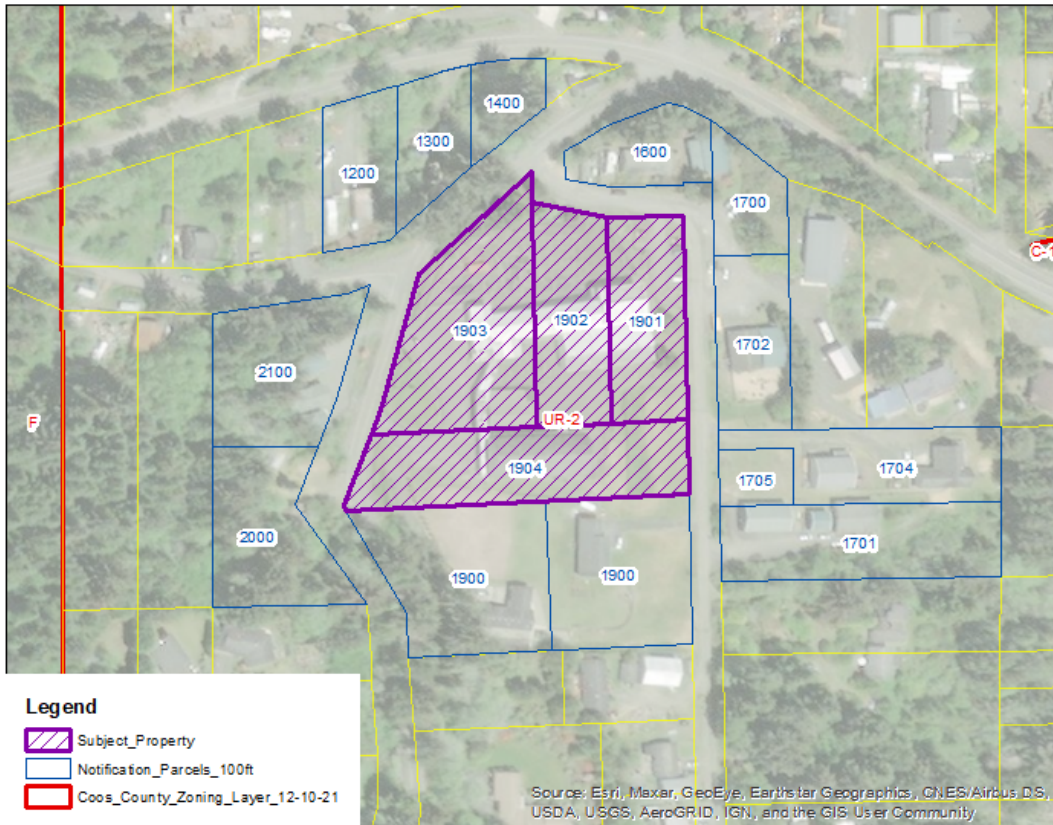 1400
1300
1600
1200
1700
C-1
1903
1902
1901
1702
2100
F
UR-2
1904
1704
1705
2000
1701
1900
1900
Legend
Subject_Property
Notification_Parcels_100ft
Coos_County_Zoning_Layer_12-10-21
Source: Esri, Maxar, GeoEye, Earthstar Geographics, CNES/Airbus DS,
USDA, USGS, AeroGRID, IGN, and the GIS User Community